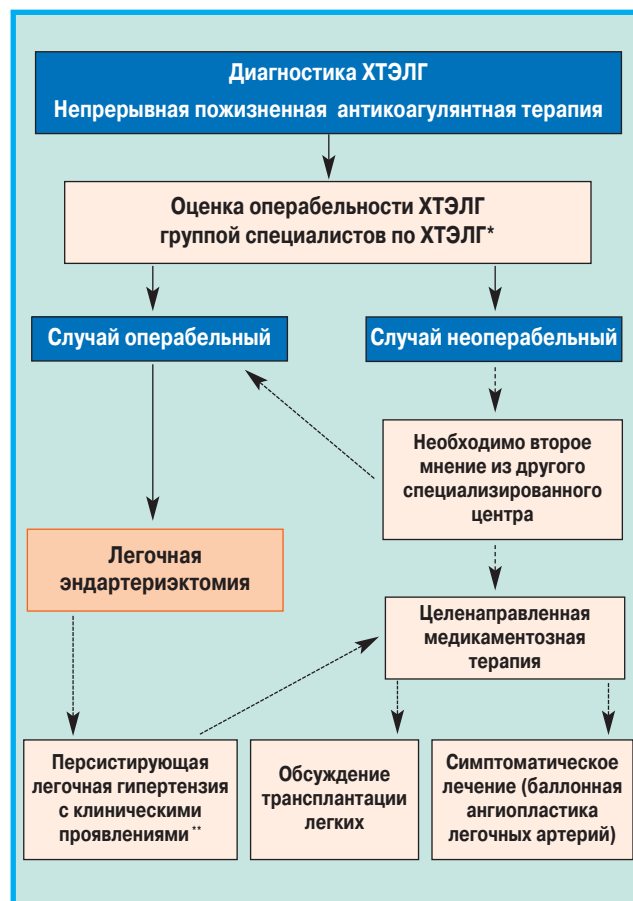 Диагностика ХТЭЛГ
Непрерывная пожизненная антикоагулянтная терапия
Оценка операбельности ХТЭЛГ
группой специалистов по ХТЭЛГ*
Случай операбельный
Случай неоперабельный
Необходимо второе
мнение из другого
специализированного
центра
Легочная
эндартериэктомия
Целенаправленная
медикаментозная
терапия
Персистирующая
легочная гипертензия
с клиническими
проявлениями**
Обсуждение
трансплантации
легких
Симптоматическое
лечение (баллонная
ангиопластика
легочных артерий)